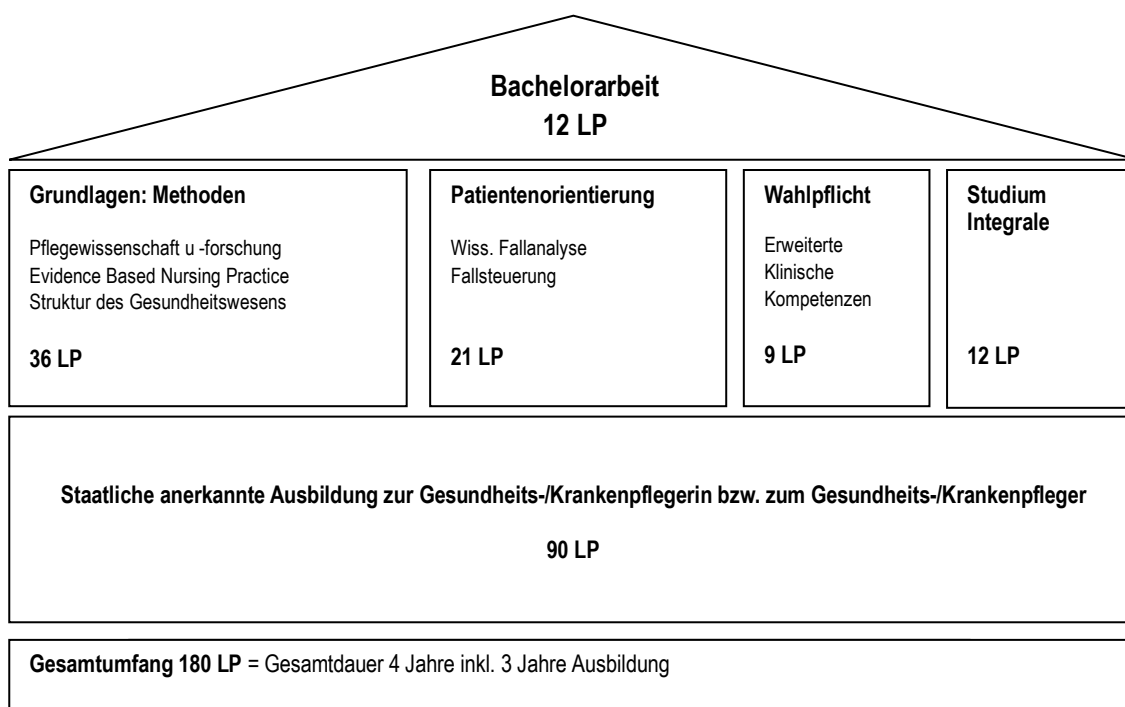 Bachelorarbeit
12 LP
Grundlagen: Methoden
Pflegewissenschaft u -forschung
Evidence Based Nursing Practice
Struktur des Gesundheitswesens
36 LP
Patientenorientierung
Wiss. Fallanalyse
Fallsteuerung
21 LP
Wahlpflicht
Erweiterte
Klinische
Kompetenzen
9 LP
Studium
Integrale
12 LP
Staatliche anerkannte Ausbildung zur Gesundheits-/Krankenpflegerin bzw. zum Gesundheits-/Krankenpfleger
90 LP
Gesamtumfang 180 LP = Gesamtdauer 4 Jahre inkl. 3 Jahre Ausbildung